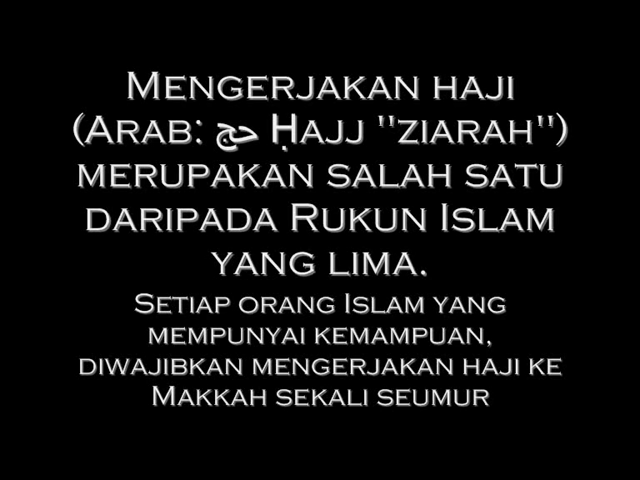 Mengerjakan haji
(Arab: حج Ḥajj "ziarah")
merupakan salah satu
daripada Rukun Islam
yang lima.
Setiap orang Islam yang
mempunyai kemampuan,
diwajibkan mengerjakan haji ke
Makkah sekali seumur